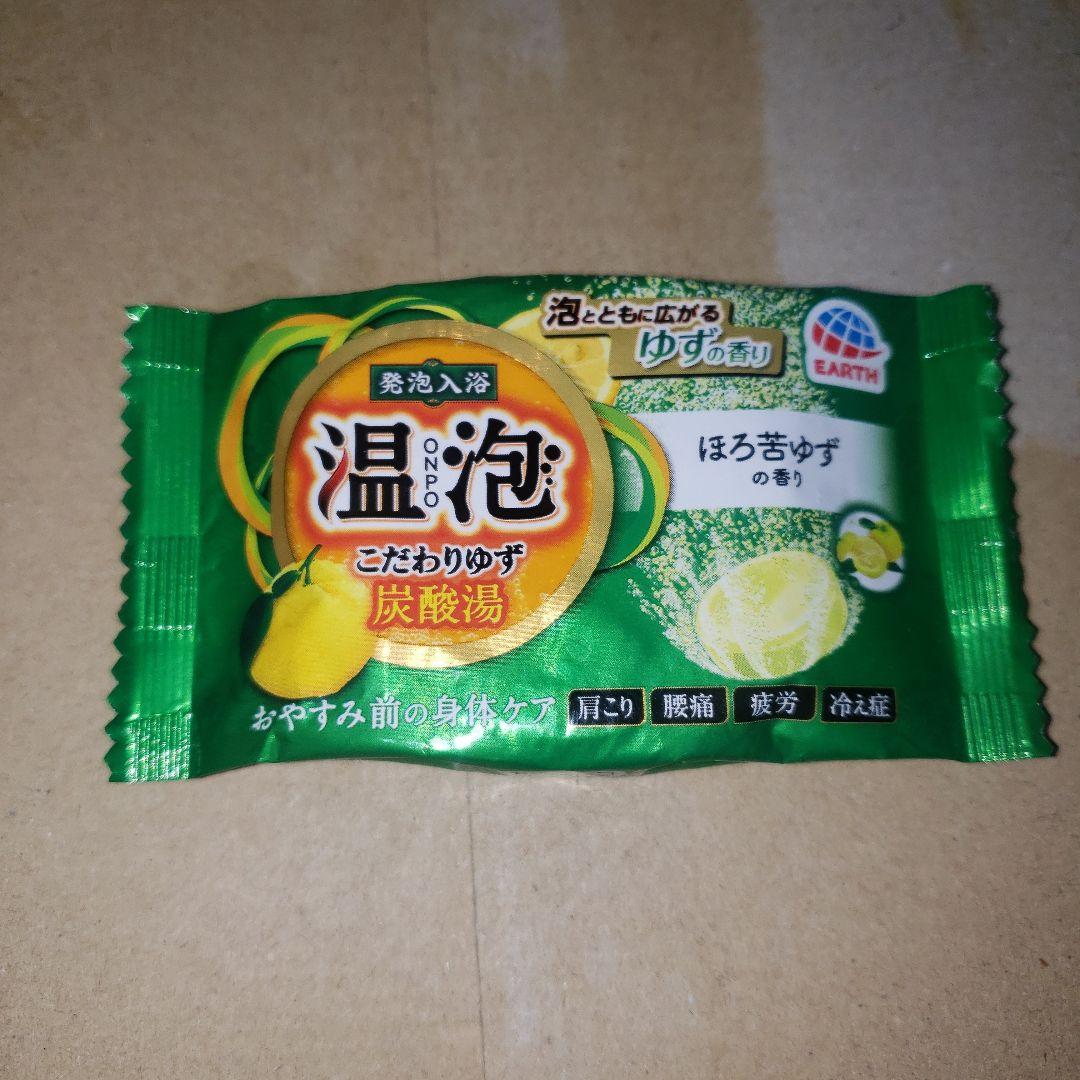 泡とともに広がる
ゆずの香り
EARTH
発泡入浴
温泡
ONPO
こだわりゆず
炭酸湯
ほろ苦ゆず
の香り
おやすみ前の身体ケア
肩こり 腰痛 疲労 冷え症